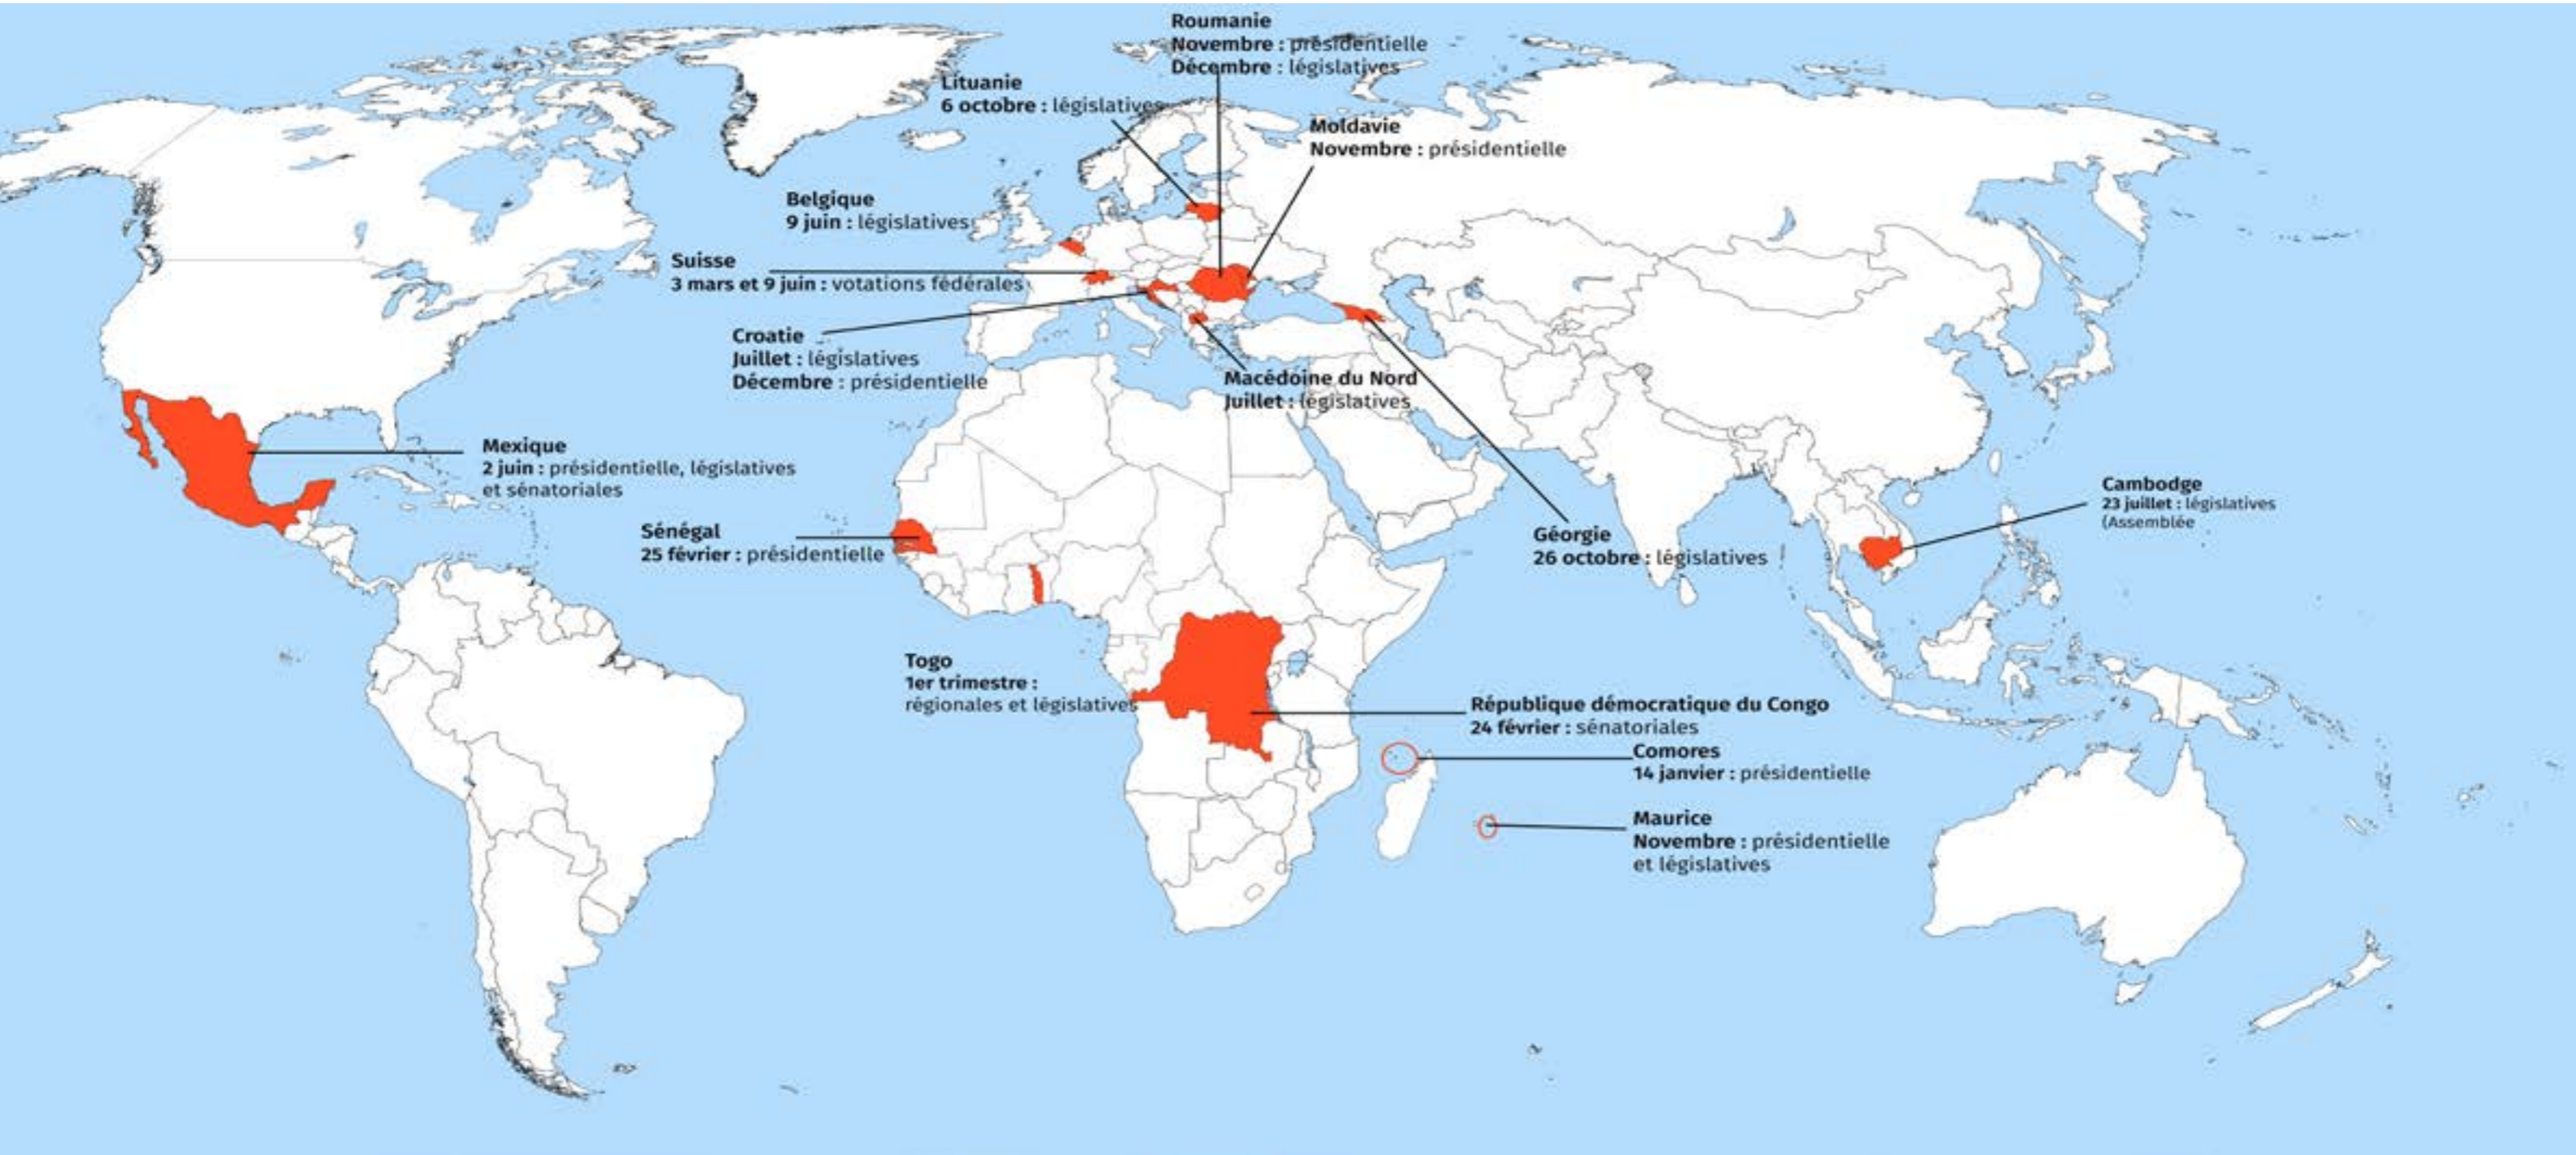 Roumanie
Novembre : présidentielle
Décembre : législatives
Lituanie
6 octobre : législatives
Moldavie
Novembre : présidentielle
Belgique
9 juin : législatives
Suisse
3 mars et 9 juin : votations fédérales
Croatie
Juillet : législatives
Décembre : présidentielle
Macédoine du Nord
Juillet : législatives
Mexique
2 juin : présidentielle, législatives
et sénatoriales
Sénégal
25 février : présidentielle
Géorgie
26 octobre : législatives
Cambodge
23 juillet : législatives
(Assemblée
Togo
1er trimestre :
régionales et législatives
République démocratique du Congo
24 février : sénatoriales
Comores
14 janvier : présidentielle
Maurice
Novembre : présidentielle
et législatives